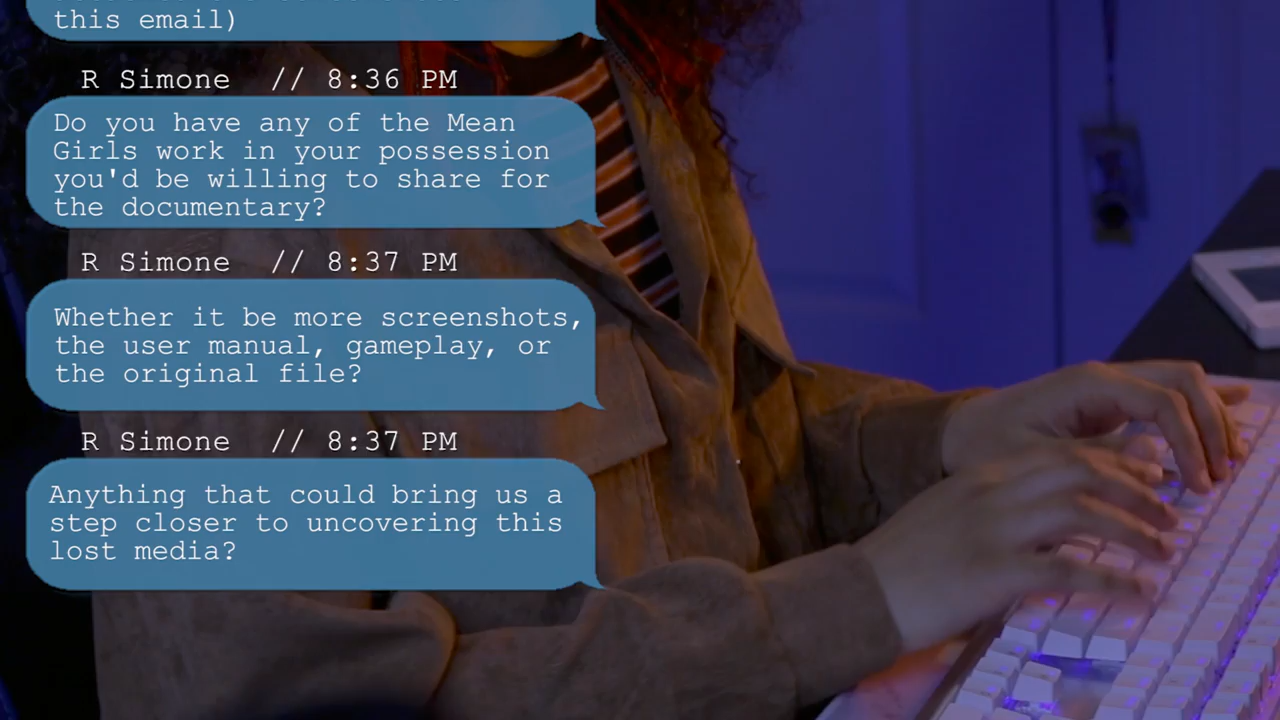 this email)
R Simone // 8:36 PM
Do you have any of the Mean
Girls work in your possession
you'd be willing to share for
the documentary?
R Simone // 8:37 PM
Whether it be more screenshots,
the user manual, gameplay, or
the original file?
R Simone // 8:37 PM
Anything that could bring us a
step closer to uncovering this
lost media?